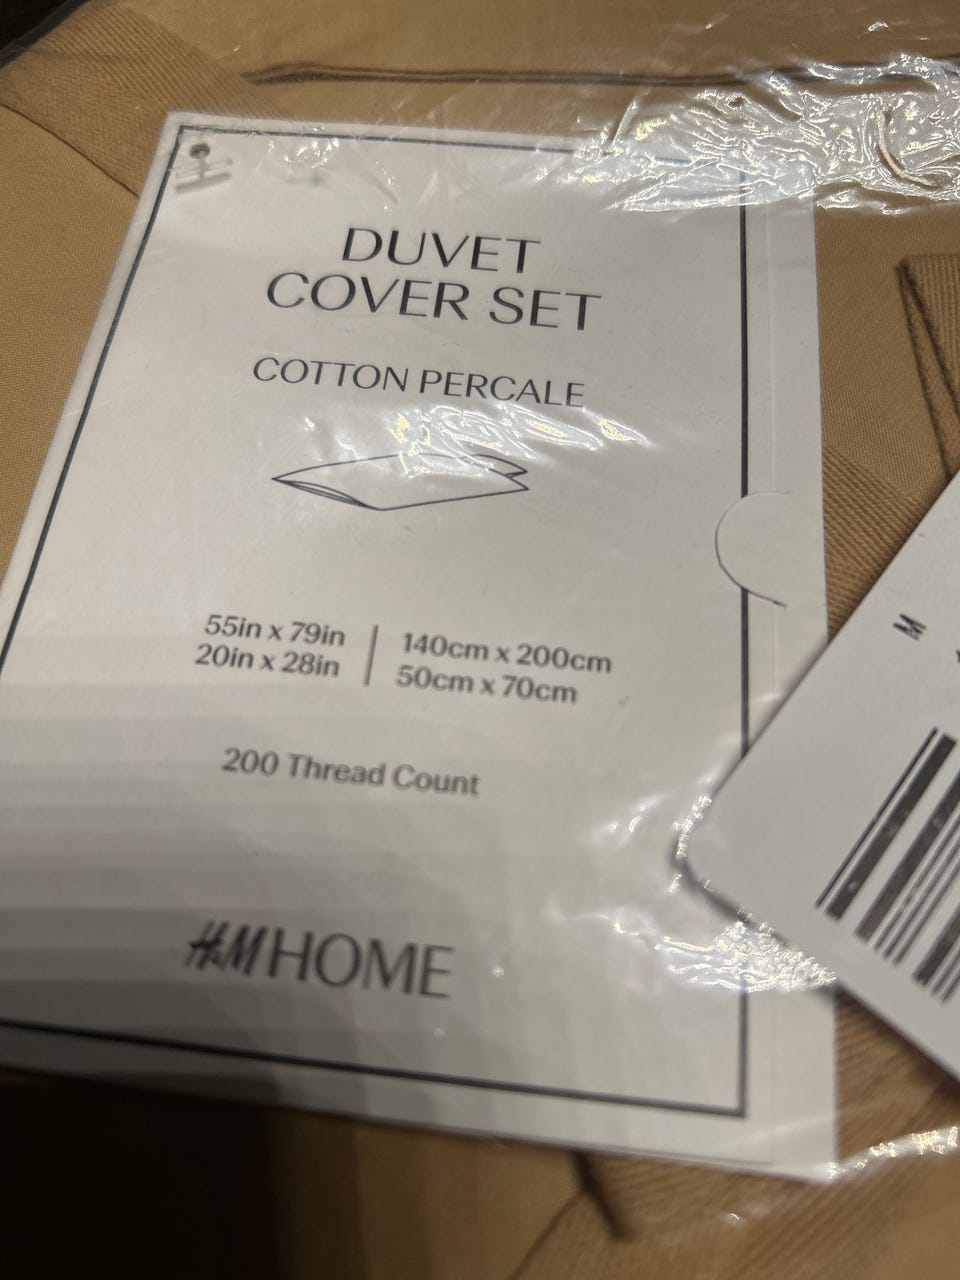 DUVET
COVER SET
COTTON PERCALE
55in x 79in
20in x 28in
140cm x 200cm
50cm x 70cm
200 Thread Count
H&M HOME
M